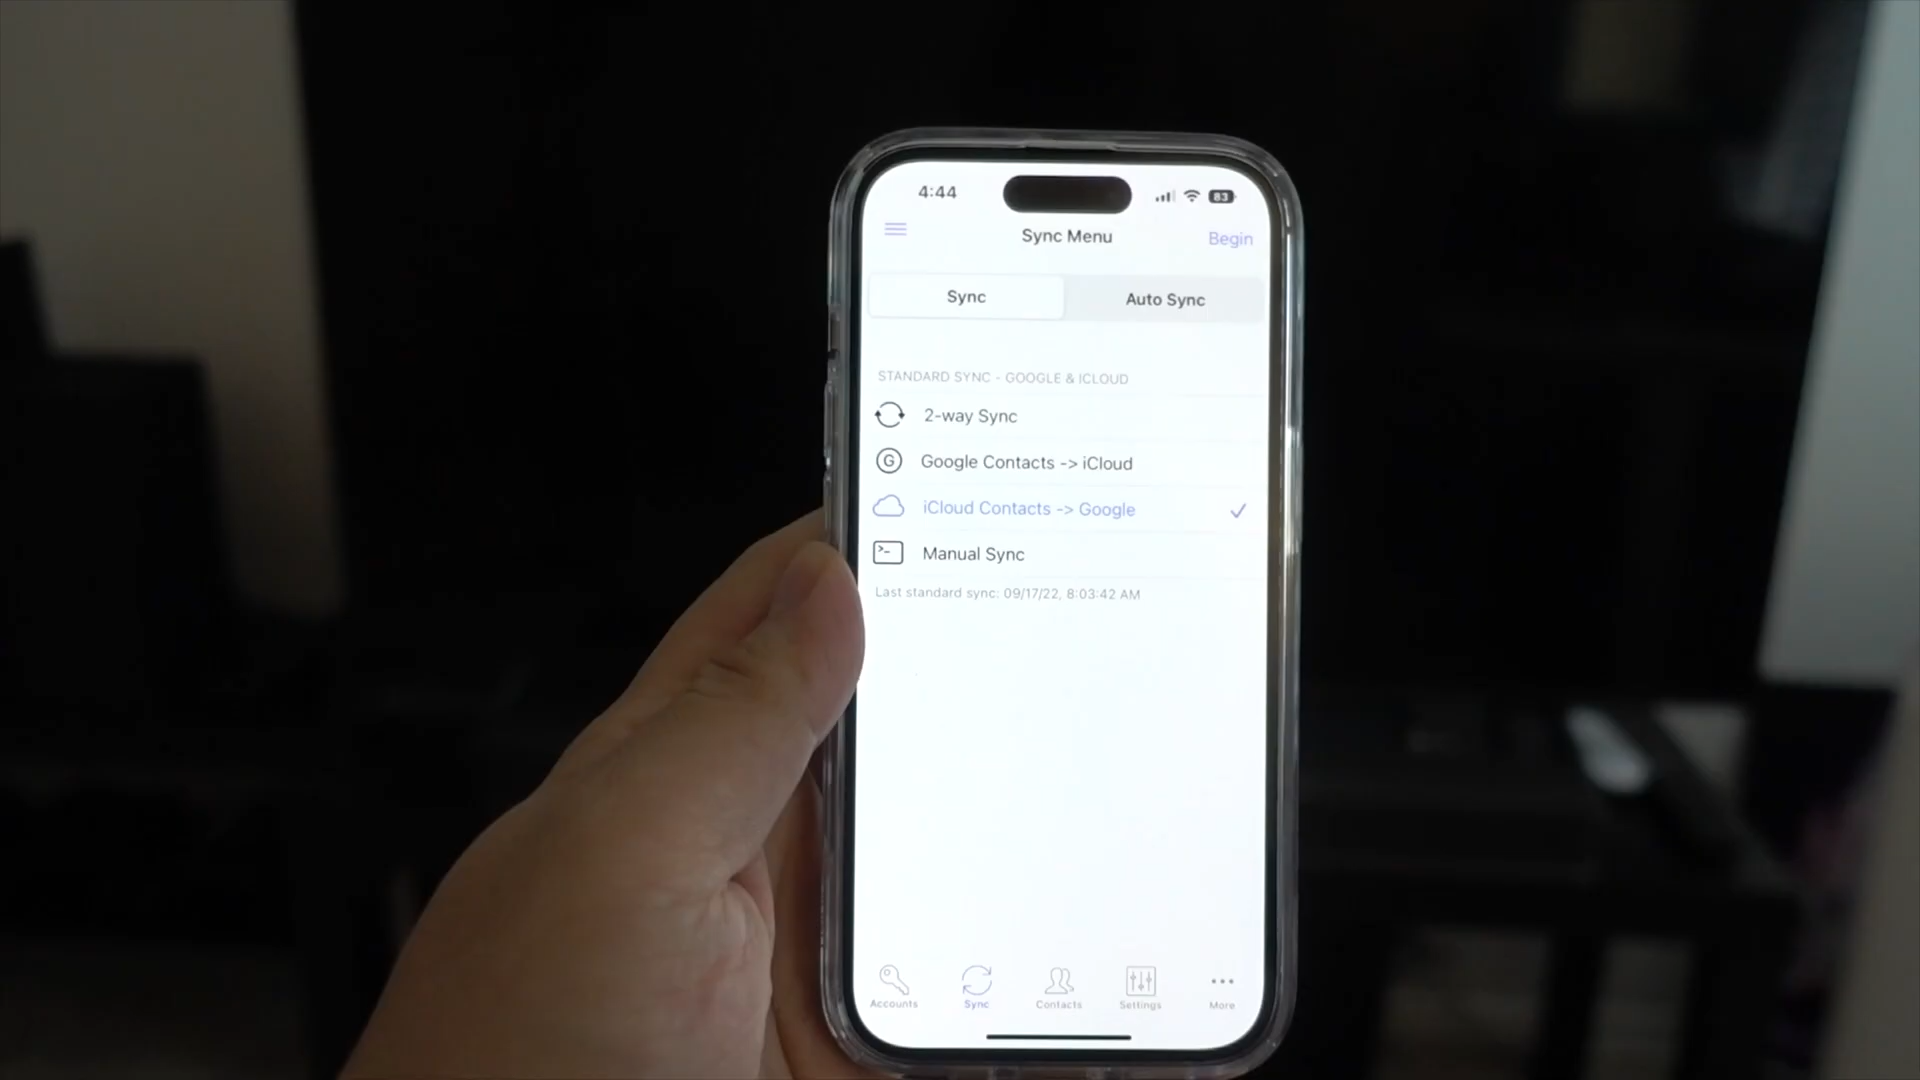 4:44
83
Sync Menu
Begin
Sync
Auto Sync
STANDARD SYNC - GOOGLE & ICLOUD
2-way Sync
G
Google Contacts -> iCloud
iCloud Contacts -> Google
>-
Manual Sync
Last standard sync: 09/17/22, 8:03:42 AM
Accounts
Sync
Contacts
Settings
More